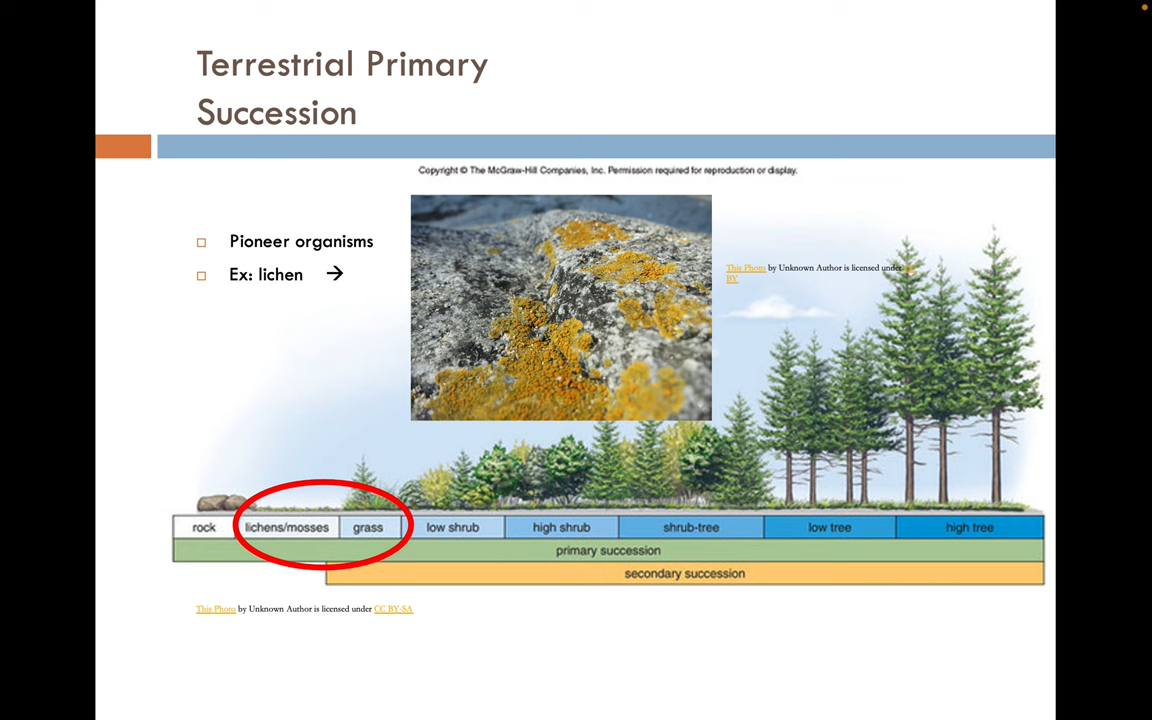 Terrestrial Primary
Succession
Copyright © The McGraw-Hill Companies, Inc. Permission required for reproduction or display.
Pioneer organisms
Ex: lichen →
This Photo by Unknown Author is licensed under
BY
rock lichens/mosses grass low shrub high shrub shrub-tree low tree high tree
primary succession
secondary succession
This Photo by Unknown Author is licensed under CC BY-SA